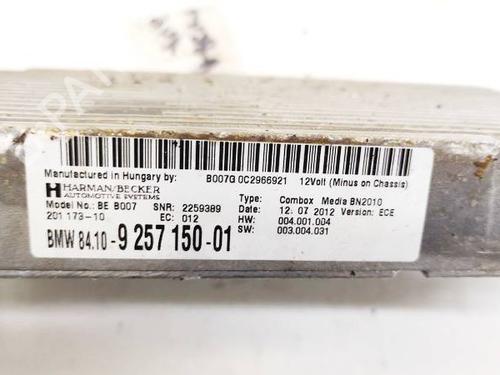 Manufactured in Hungary by: B007G0C2966921 12Volt (Minus on Chassis)
HARMAN/BECKER
AUTOMOTIVE SYSTEMS
Type: Combox Media BN2010
Model No.: BE B007 SNR: 2259389 Date: 12. 07 2012 Version: ECE
201 173-10 EC: 012 HW: 004.001.004
SW: 003.004.031
BMW 84.10-9 257 150-01